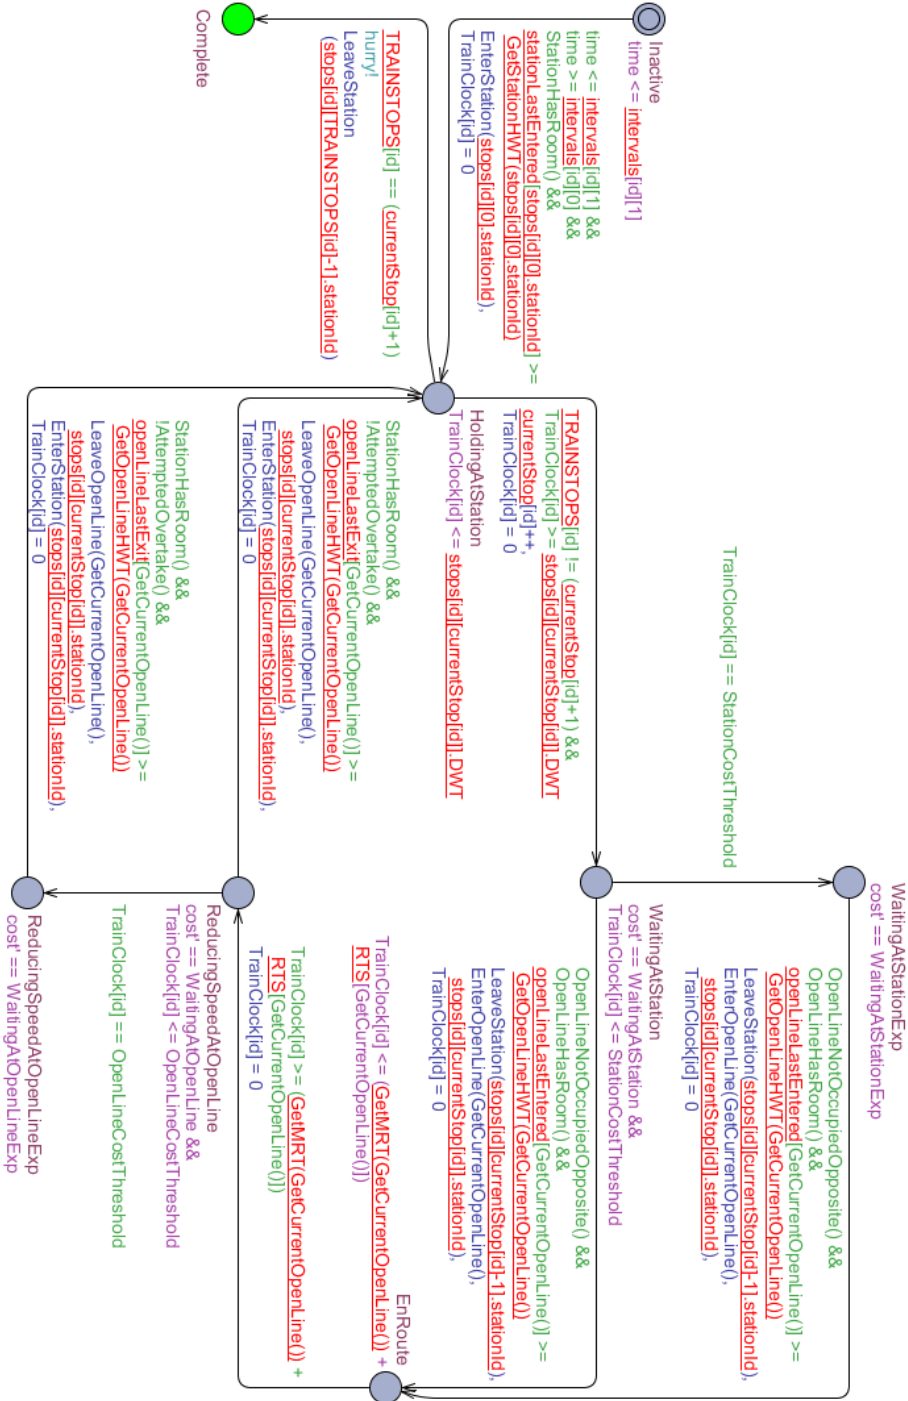 WaitingAtStationExp
cost' == WaitingAtStationExp
OpenLineNotOccupiedOpposite() &&
OpenLineHasRoom() &&
openLineLastEntered[GetCurrentOpenLine()] >=
GetOpenLineHWT(GetCurrentOpenLine())
LeaveStation(stops[id][currentStop[id]-1].stationId),
EnterOpenLine(GetCurrentOpenLine(),
stops[id][currentStop[id]].stationId),
TrainClock[id] = 0
TrainClock[id] == StationCostThreshold
Inactive
time <= intervals[id][1]
time <= intervals[id][1] &&
time >= intervals[id][0] &&
StationHasRoom() &&
stationLastEntered[stops[id][0].stationId] >=
GetStationHWT(stops[id][0].stationId)
EnterStation(stops[id][0].stationId),
TrainClock[id] = 0
TRAINSTOPS[id] != (currentStop[id]+1) &&
TrainClock[id] >= stops[id][currentStop[id]].DWT
currentStop[id]++,
TrainClock[id] = 0
WaitingAtStation
cost' == WaitingAtStation &&
TrainClock[id] <= StationCostThreshold
OpenLineNotOccupiedOpposite() &&
OpenLineHasRoom() &&
openLineLastEntered[GetCurrentOpenLine()] >=
GetOpenLineHWT(GetCurrentOpenLine())
LeaveStation(stops[id][currentStop[id]-1].stationId),
EnterOpenLine(GetCurrentOpenLine(),
stops[id][currentStop[id]].stationId),
TrainClock[id] = 0
HoldingAtStation
TrainClock[id] <= stops[id][currentStop[id]].DWT
TRAINSTOPS[id] == (currentStop[id]+1)
hurry!
LeaveStation
(stops[id][TRAINSTOPS[id]-1].stationId)
Complete
EnRoute
TrainClock[id] <= (GetMRT(GetCurrentOpenLine()) +
RTS[GetCurrentOpenLine()])
StationHasRoom() &&
!AttemptedOvertake() &&
openLineLastExit[GetCurrentOpenLine()] >=
GetOpenLineHWT(GetCurrentOpenLine())
LeaveOpenLine(GetCurrentOpenLine(),
stops[id][currentStop[id]].stationId),
EnterStation(stops[id][currentStop[id]].stationId),
TrainClock[id] = 0
TrainClock[id] >= (GetMRT(GetCurrentOpenLine()) +
RTS[GetCurrentOpenLine()])
TrainClock[id] = 0
ReducingSpeedAtOpenLine
cost' == WaitingAtOpenLine &&
TrainClock[id] <= OpenLineCostThreshold
TrainClock[id] == OpenLineCostThreshold
StationHasRoom() &&
!AttemptedOvertake() &&
openLineLastExit[GetCurrentOpenLine()] >=
GetOpenLineHWT(GetCurrentOpenLine())
LeaveOpenLine(GetCurrentOpenLine(),
stops[id][currentStop[id]].stationId),
EnterStation(stops[id][currentStop[id]].stationId),
TrainClock[id] = 0
ReducingSpeedAtOpenLineExp
cost' == WaitingAtOpenLineExp